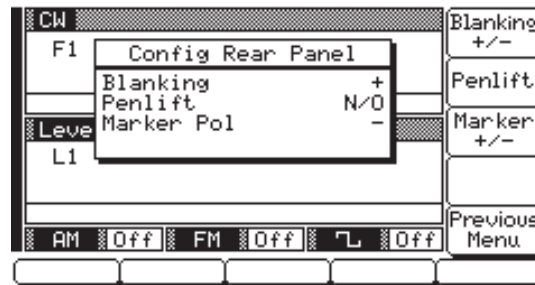 CW
F1
Config Rear Panel
Blanking +
Penlift N/O
Marker Pol -
Leve
L1
AM Off FM Off Off
Blanking
+/-
Penlift
Marker
+/-
Previous
Menu